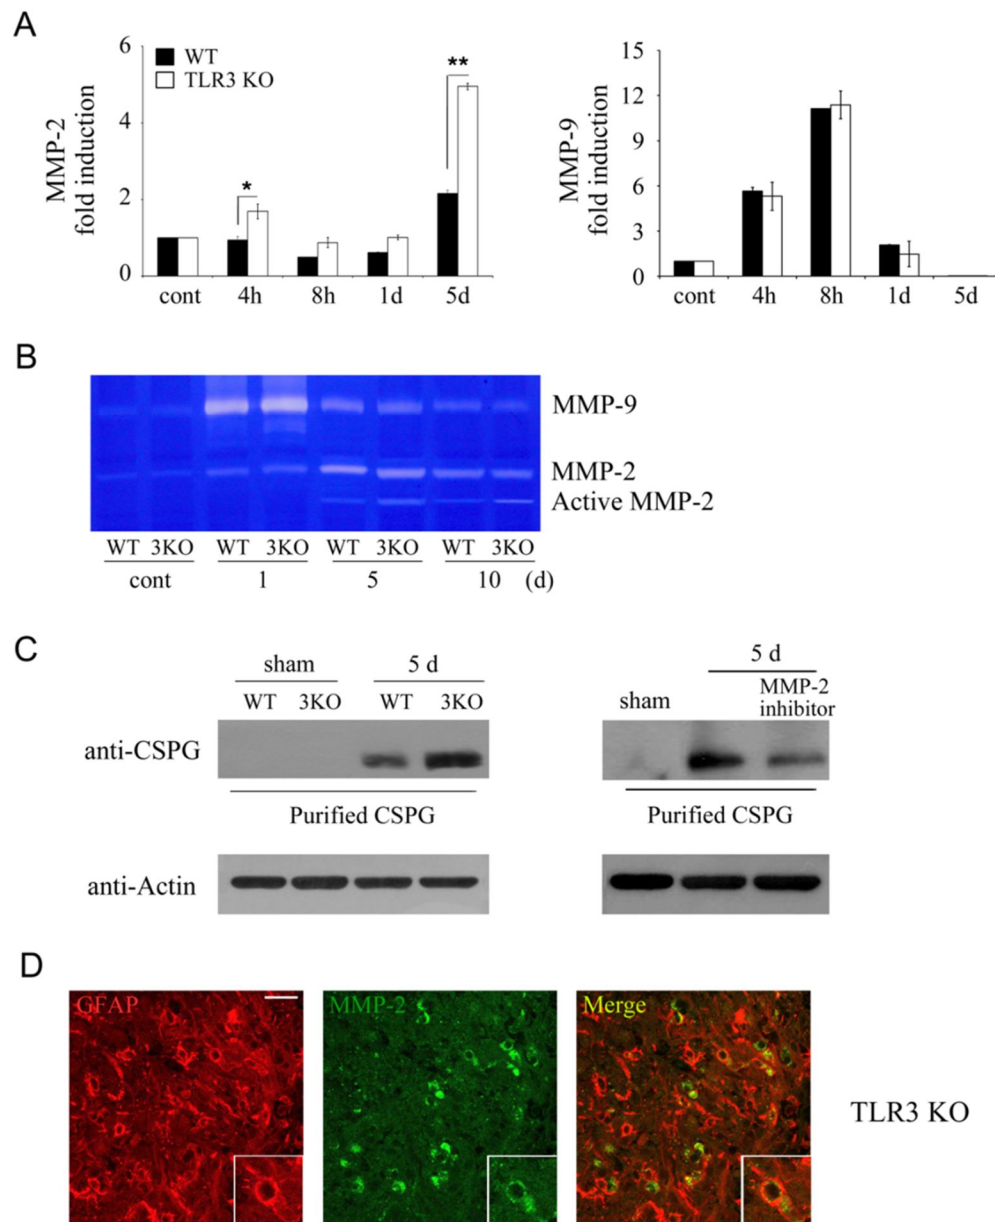 A
MMP-2
fold induction
6
4
2
0
WT
TLR3 KO
*
**
cont 4h 8h 1d 5d
MMP-9
fold induction
15
12
9
6
3
0
cont 4h 8h 1d 5d
B
MMP-9
MMP-2
Active MMP-2
WT 3KO WT 3KO WT 3KO WT 3KO
cont 1 5 10 (d)
C
sham 5 d
WT 3KO WT 3KO
anti-CSPG
Purified CSPG
anti-Actin
5 d
sham MMP-2
inhibitor
Purified CSPG
D
GFAP
MMP-2
Merge
TLR3 KO